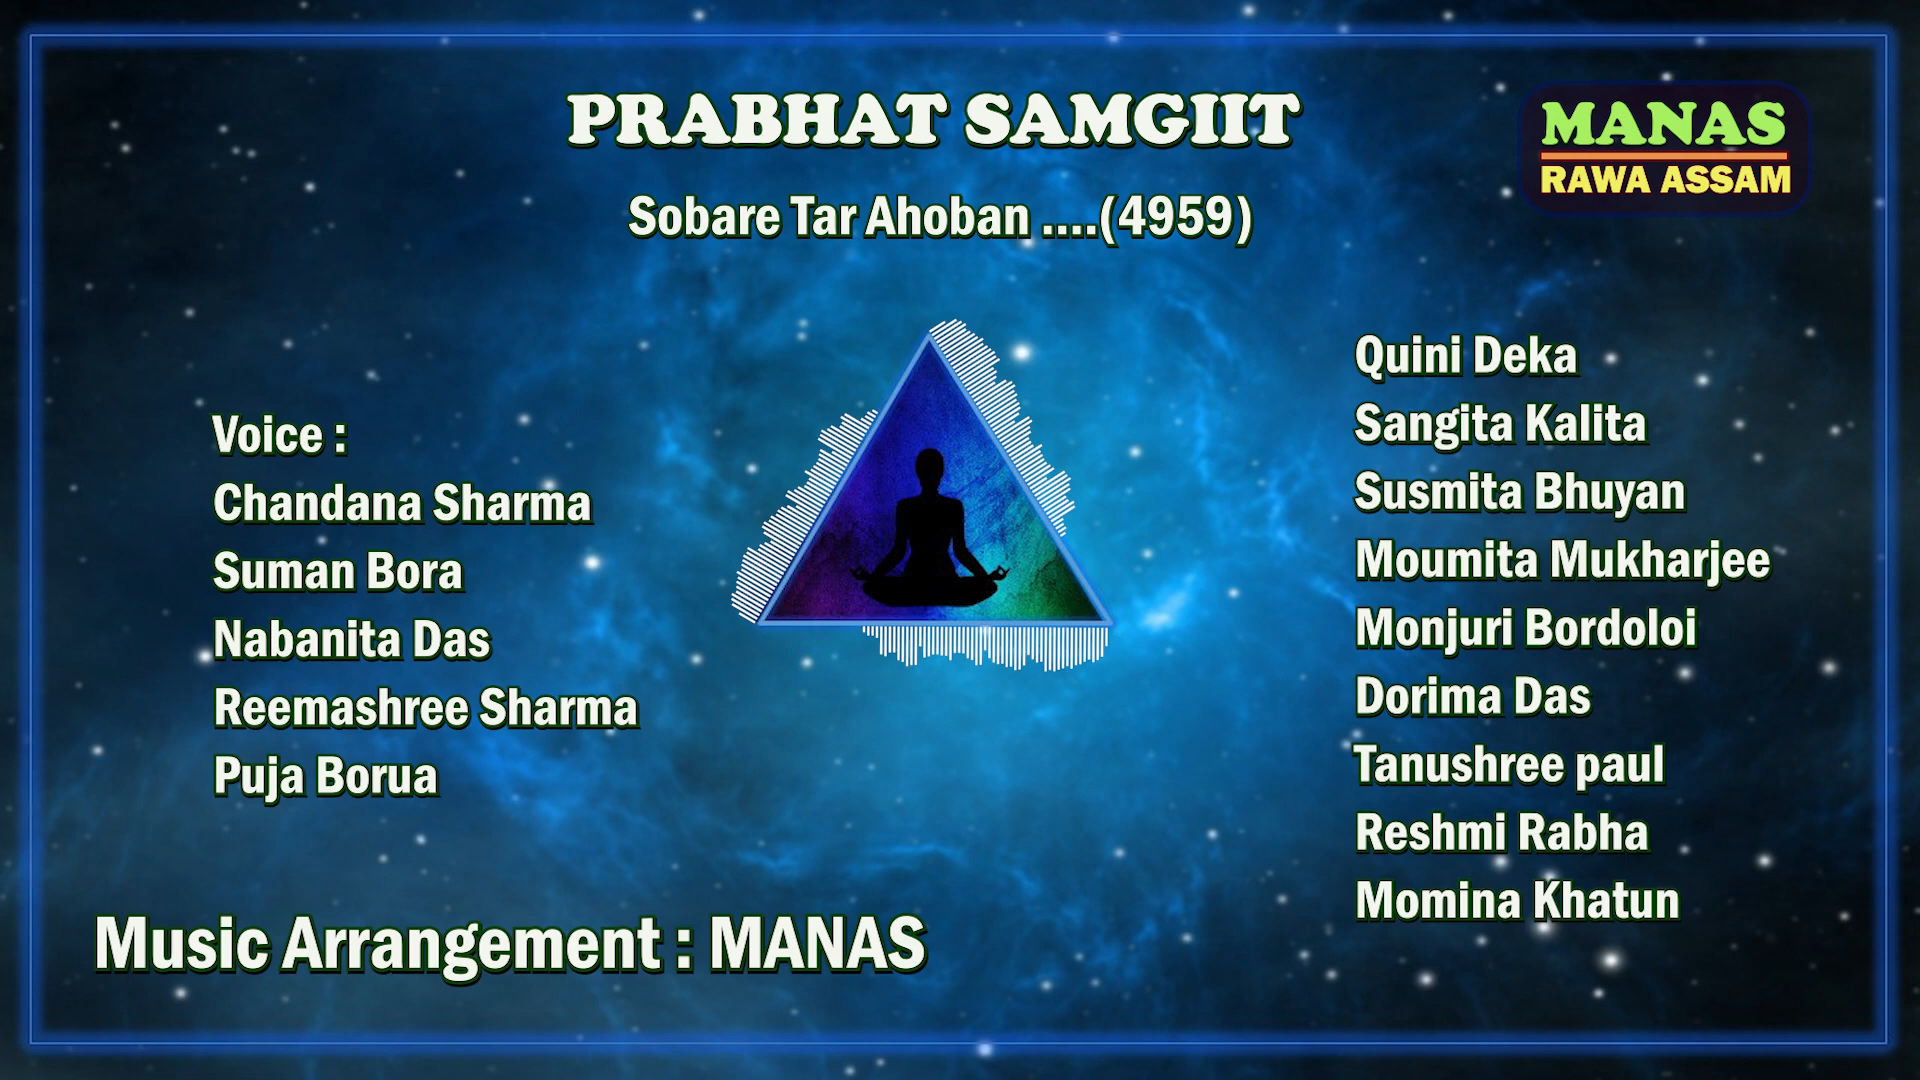 PRABHAT SAMGIIT
MANAS
RAWA ASSAM
Sobare Tar Ahoban ....(4959)
Voice :
Chandana Sharma
Suman Bora
Nabanita Das
Reemashree Sharma
Puja Borua
Quini Deka
Sangita Kalita
Susmita Bhuyan
Moumita Mukharjee
Monjuri Bordoloi
Dorima Das
Tanushree paul
Reshmi Rabha
Momina Khatun
Music Arrangement : MANAS